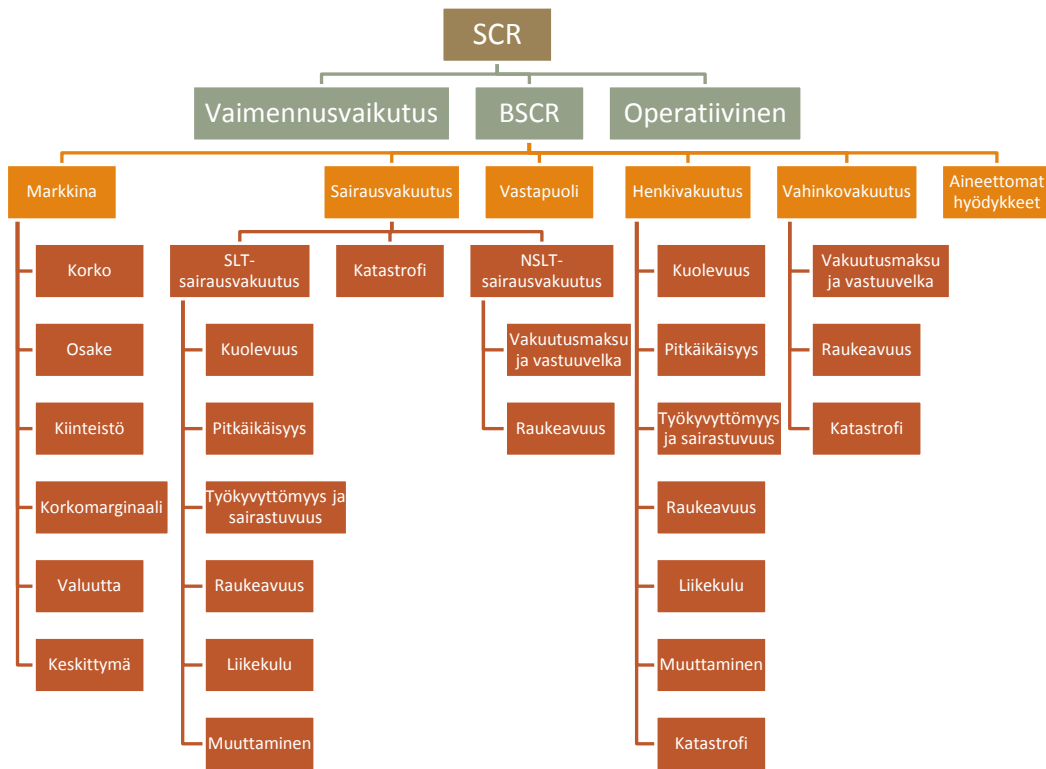 SCR
Vaimennusvaikutus
BSCR
Operatiivinen
Markkina
Sairausvakuutus
Vastapuoli
Henkivakuutus
Vahinkovakuutus
Aineettomat
hyödykkeet
Korko
Osake
Kiinteistö
Korkomarginaali
Valuutta
Keskittymä
SLT-
sairausvakuutus
Kuolevuus
Pitkäikäisyys
Työkyvyttömyys ja
sairastuvuus
Raukeavuus
Liikekulu
Muuttaminen
Katastrofi
NSLT-
sairausvakuutus
Vakuutusmaksu
ja vastuuvelka
Raukeavuus
Kuolevuus
Pitkäikäisyys
Työkyvyttömyys
ja sairastuvuus
Raukeavuus
Liikekulu
Muuttaminen
Katastrofi
Vakuutusmaksu
ja vastuuvelka
Raukeavuus
Katastrofi